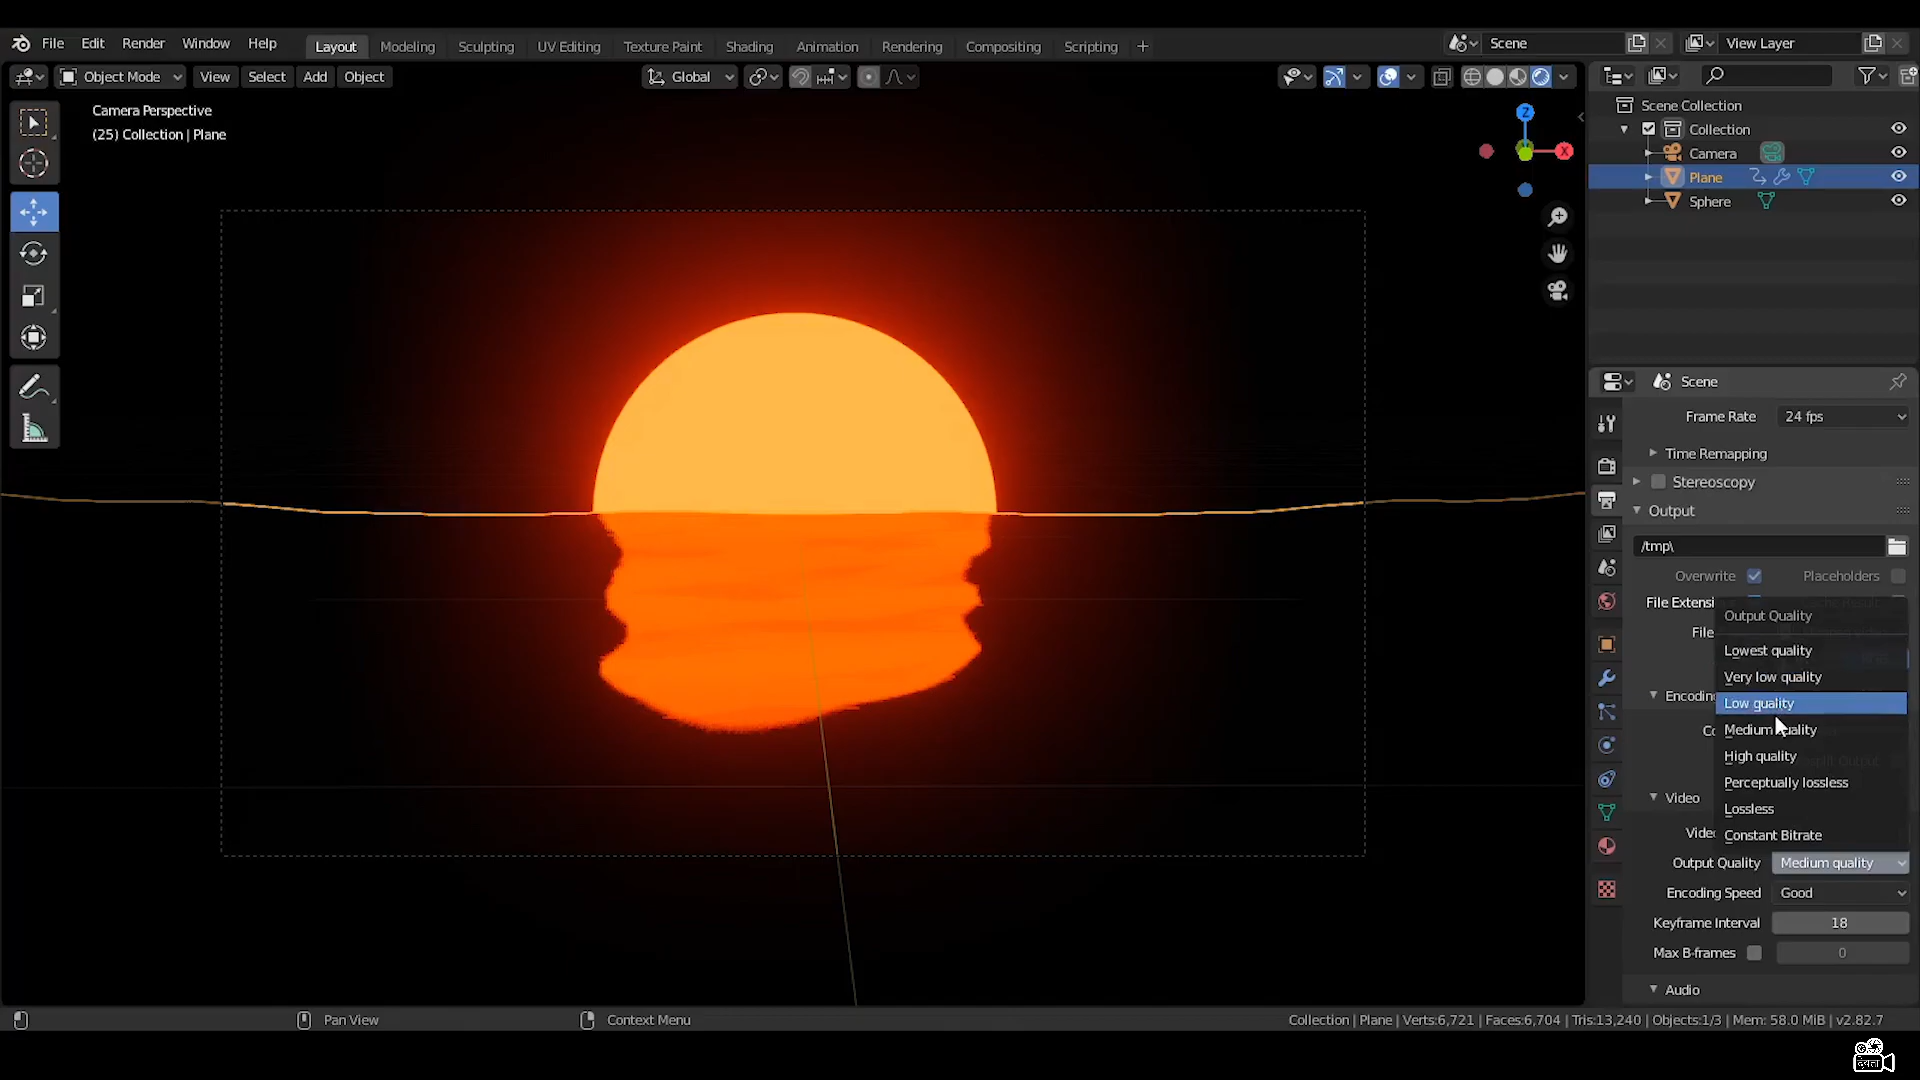 File Edit Render Window Help Layout Modeling Sculpting UV Editing Texture Paint Shading Animation Rendering Compositing Scripting + Scene View Layer
Object Mode View Select Add Object Global
Camera Perspective
(25) Collection | Plane
Z
X
Scene Collection
Collection
Camera
Plane
Sphere
Scene
Frame Rate 24 fps
Time Remapping
Stereoscopy
Output
/tmp\
Overwrite Placeholders
File Extensi
Output Quality
File
Lowest quality
Very low quality
Low quality
Encodin
Medium quality
High quality
Perceptually lossless
Video
Lossless
Constant Bitrate
Output Quality Medium quality
Encoding Speed Good
Keyframe Interval 18
Max B-frames 0
Audio
Pan View Context Menu Collection | Plane | Verts:6,721 | Faces:6,704 | Tris:13,240 | Objects:1/3 | Mem: 58.0 MiB | v2.82.7